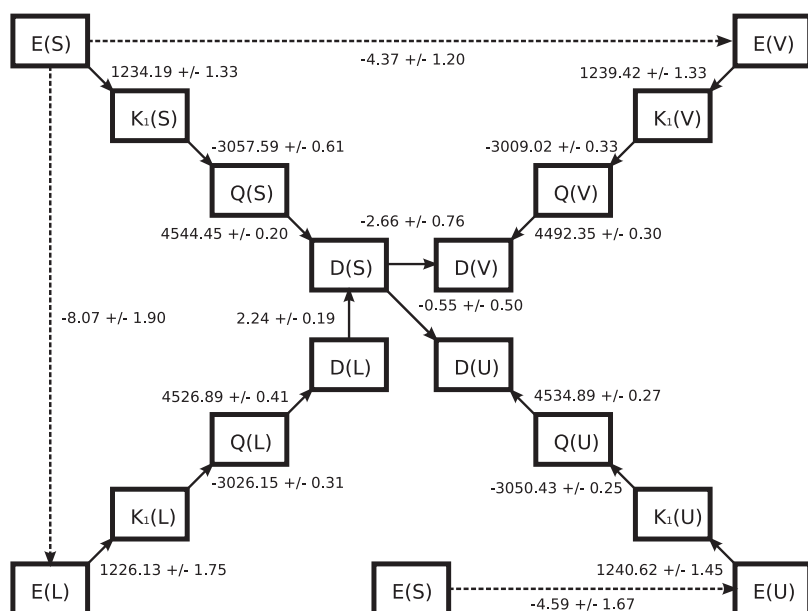 E(S)
E(V)
-4.37 +/- 1.20
1234.19 +/- 1.33
1239.42 +/- 1.33
K₁(S)
K₁(V)
-3057.59 +/- 0.61
-3009.02 +/- 0.33
Q(S)
Q(V)
4544.45 +/- 0.20
-2.66 +/- 0.76
4492.35 +/- 0.30
D(S)
D(V)
-0.55 +/- 0.50
-8.07 +/- 1.90
2.24 +/- 0.19
D(L)
D(U)
4526.89 +/- 0.41
4534.89 +/- 0.27
Q(L)
Q(U)
-3026.15 +/- 0.31
-3050.43 +/- 0.25
K₁(L)
K₁(U)
1226.13 +/- 1.75
1240.62 +/- 1.45
E(L)
E(S)
E(U)
-4.59 +/- 1.67